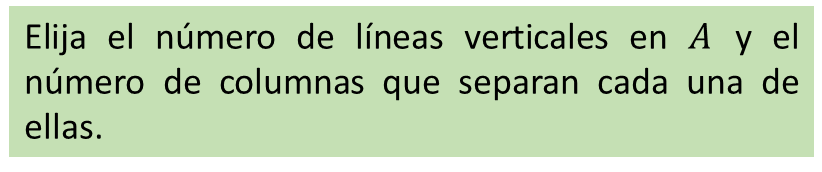 Elija el número de líneas verticales en A y el
número de columnas que separan cada una de
ellas.